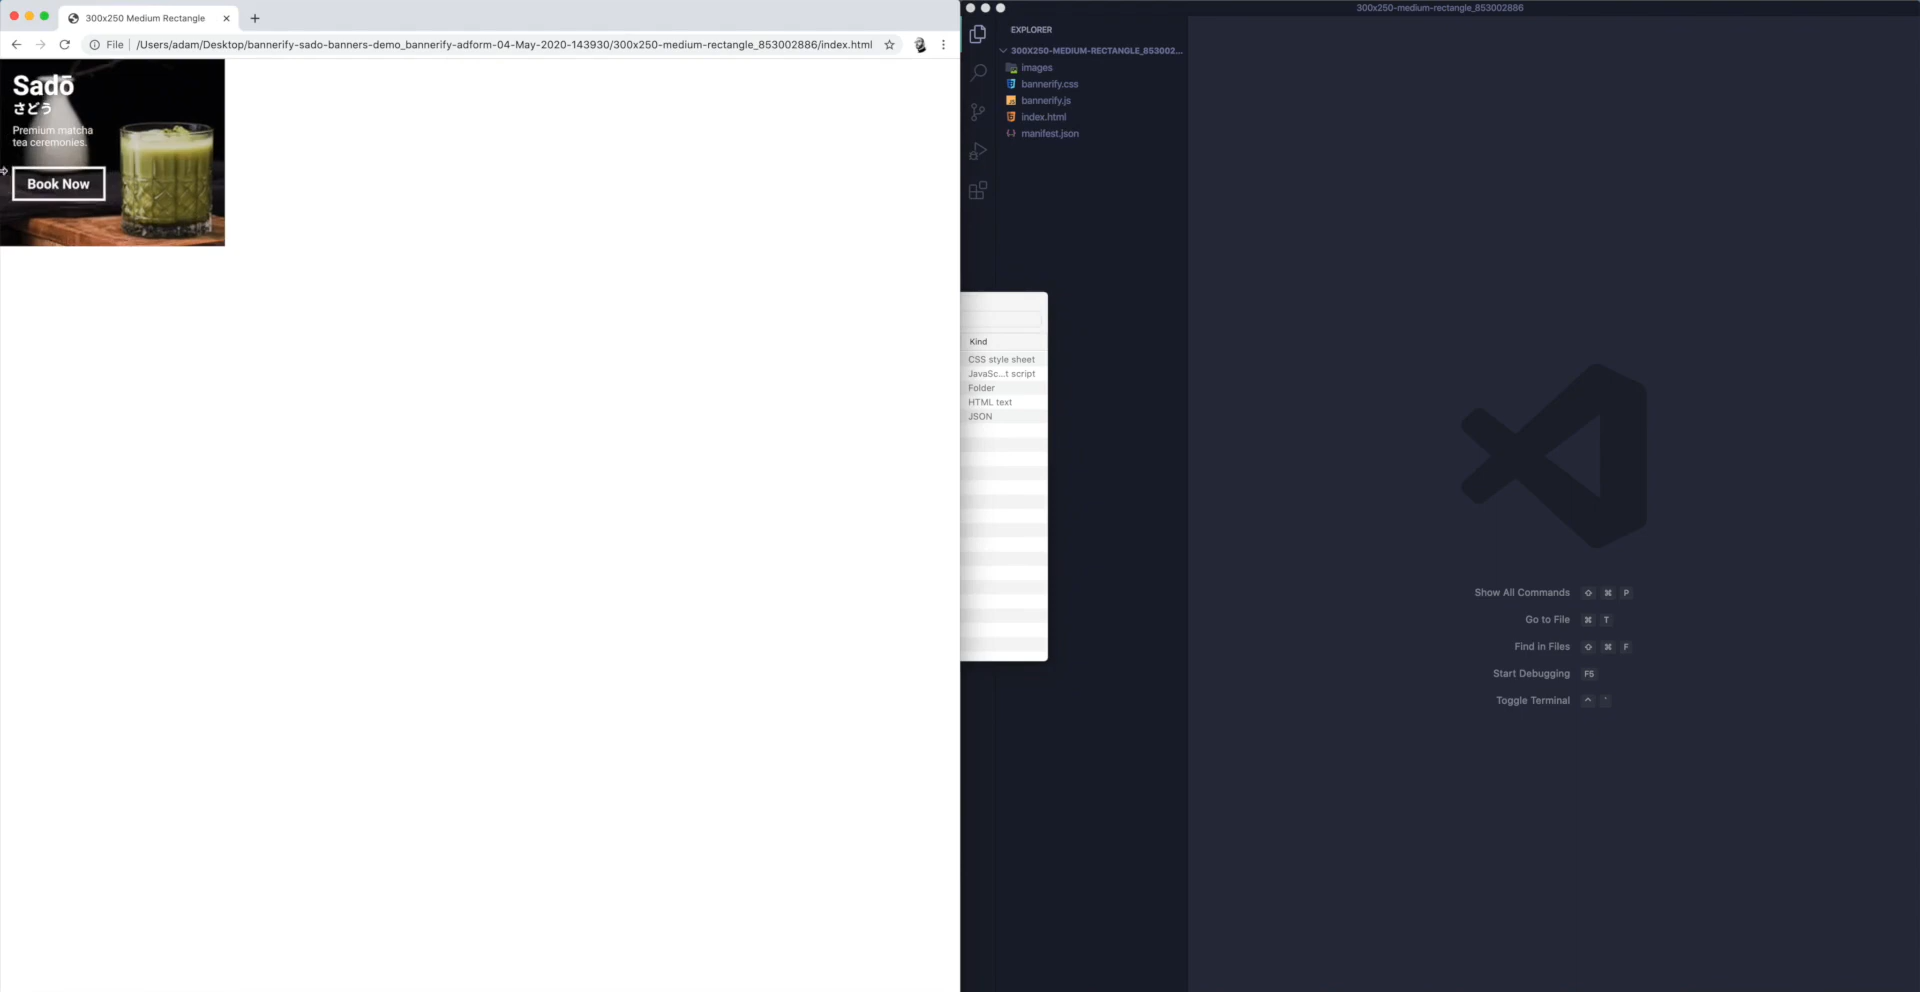 300x250 Medium Rectangle
File
/Users/adam/Desktop/bannerify-sado-banners-demo_bannerify-adform-04-May-2020-143930/300x250-medium-rectangle_853002886/index.html
Sadō
さどう
Premium matcha
tea ceremonies.
Book Now
300x250-medium-rectangle_853002886
EXPLORER
300X250-MEDIUM-RECTANGLE_853002...
images
bannerify.css
bannerify.js
index.html
manifest.json
Kind
CSS style sheet
JavaSc...t script
Folder
HTML text
JSON
Show All Commands ⇧ ⌘ P
Go to File ⌘ T
Find in Files ⇧ ⌘ F
Start Debugging F5
Toggle Terminal ^ `